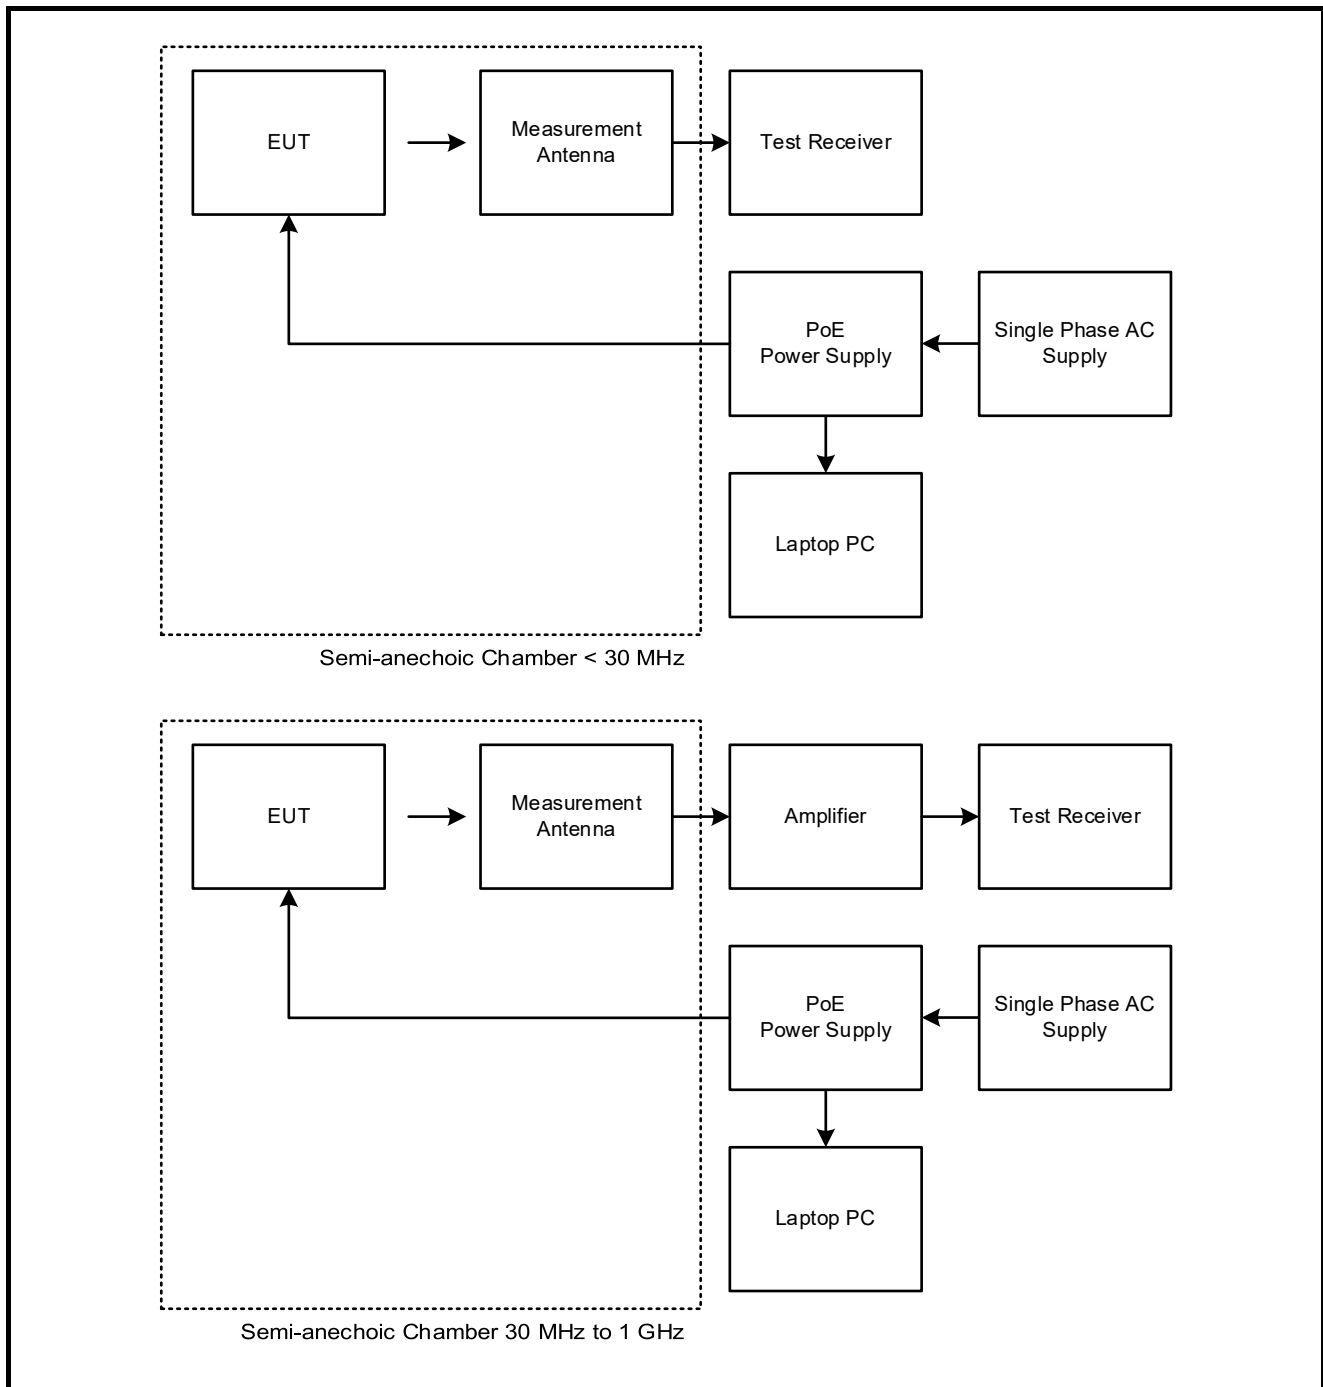 EUT
Measurement
Antenna
Test Receiver
PoE
Power Supply
Single Phase AC
Supply
Laptop PC
Semi-anechoic Chamber < 30 MHz
EUT
Measurement
Antenna
Amplifier
Test Receiver
PoE
Power Supply
Single Phase AC
Supply
Laptop PC
Semi-anechoic Chamber 30 MHz to 1 GHz